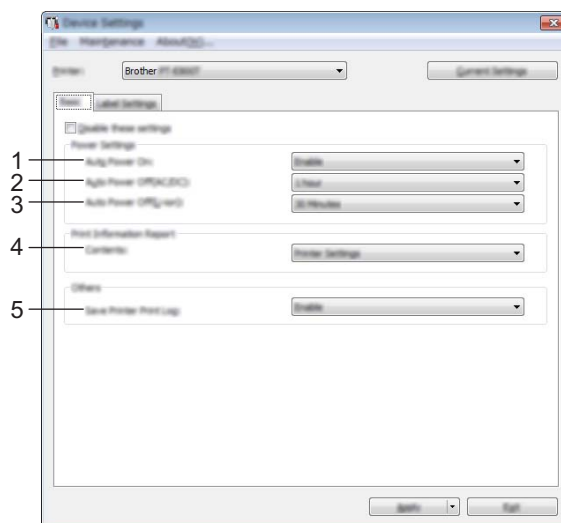 Device Settings
File Maintenance
Printer: Brother
Current Settings
Label Settings
Disable these settings
Power Settings
1 Auto Power On: Enable
2 Auto Power Off(AC/DC): 1 hour
3 Auto Power Off(Li-ion): 30 Minutes
Print Information Report
4 Contents: Printer Settings
Others
5 Save Printer Print Log: Enable
Apply Exit